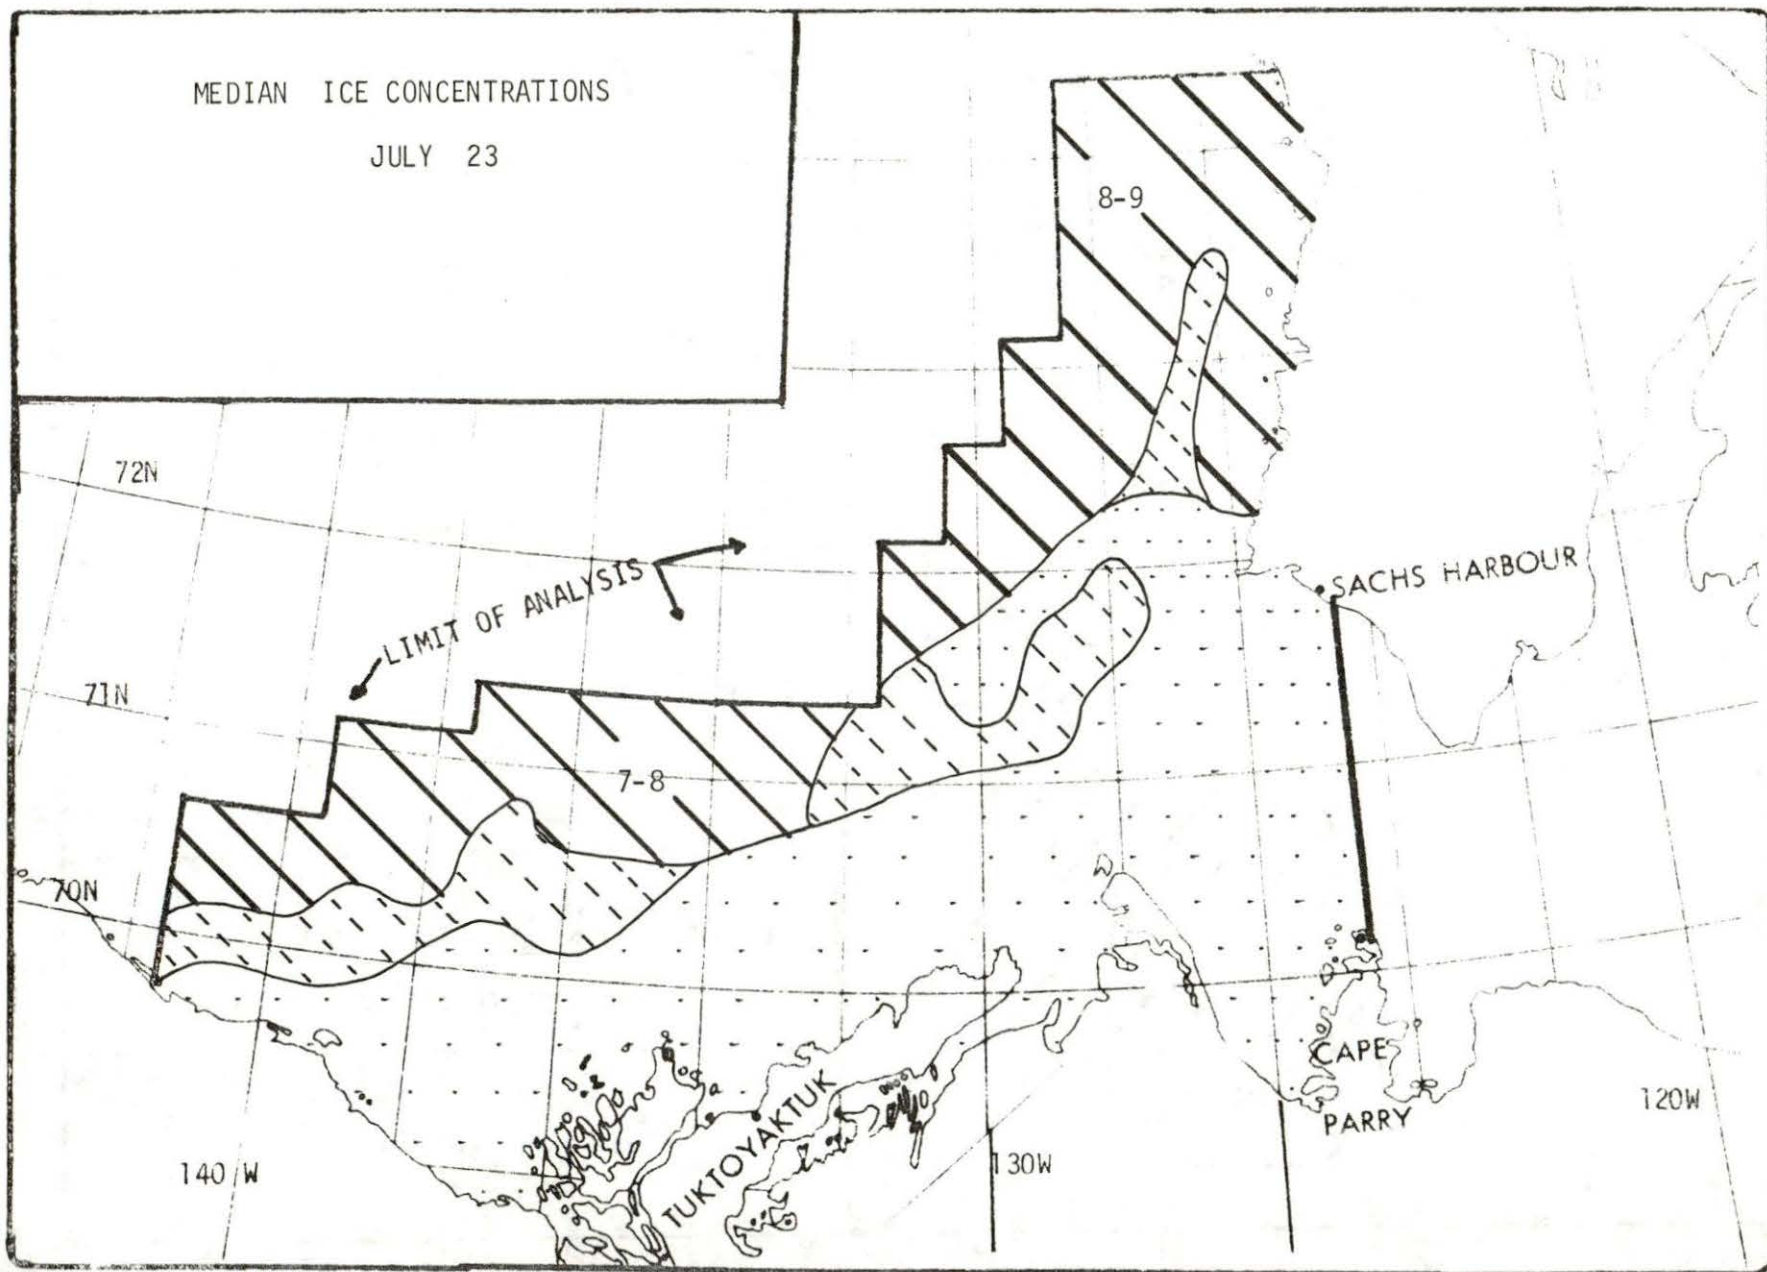 MEDIAN ICE CONCENTRATIONS
JULY 23
8-9
72N
LIMIT OF ANALYSIS
SACHS HARBOUR
71N
7-8
70N
CAPE
PARRY
120W
140 W
TUKTOYAKTUK
130W